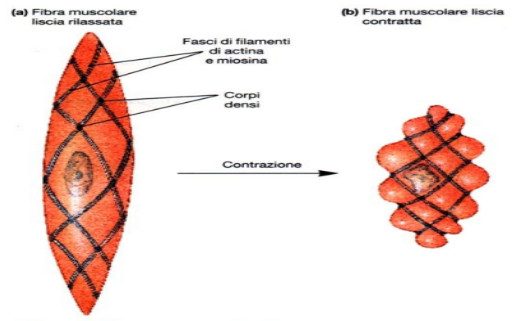 (a) Fibra muscolare
liscia rilassata
(b) Fibra muscolare liscia
contratta
Fasci di filamenti
di actina
e miosina
Corpi
densi
Contrazione